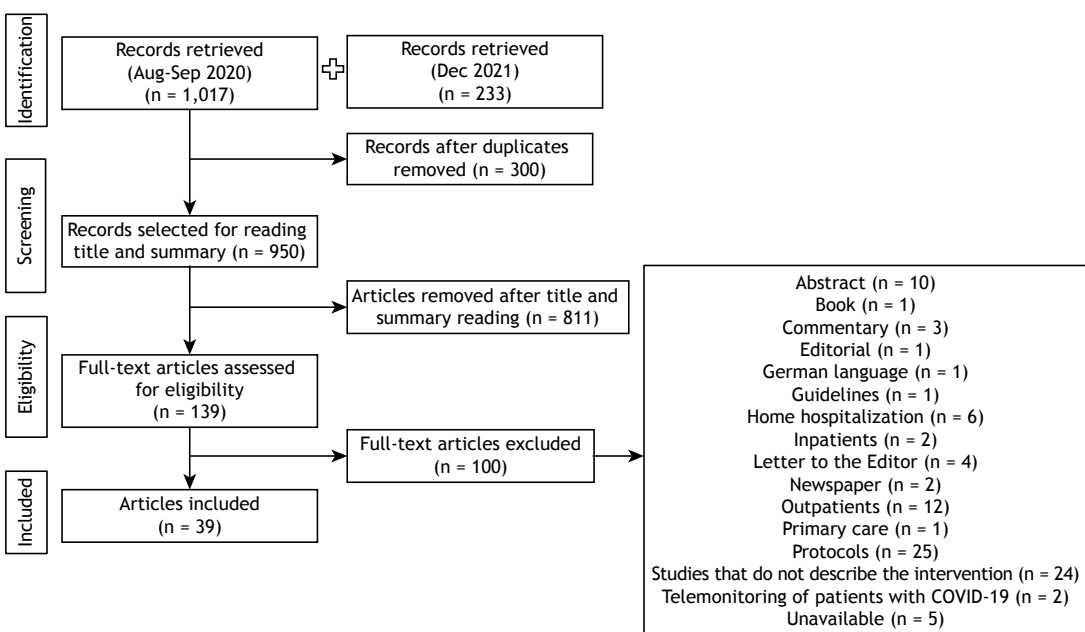 Identification
Records retrieved
(Aug-Sep 2020)
(n = 1,017)
Records retrieved
(Dec 2021)
(n = 233)
Records after duplicates
removed (n = 300)
Screening
Records selected for reading
title and summary (n = 950)
Articles removed after title and
summary reading (n = 811)
Eligibility
Full-text articles assessed
for eligibility
(n = 139)
Full-text articles excluded
(n = 100)
Included
Articles included
(n = 39)
Abstract (n = 10)
Book (n = 1)
Commentary (n = 3)
Editorial (n = 1)
German language (n = 1)
Guidelines (n = 1)
Home hospitalization (n = 6)
Inpatients (n = 2)
Letter to the Editor (n = 4)
Newspaper (n = 2)
Outpatients (n = 12)
Primary care (n = 1)
Protocols (n = 25)
Studies that do not describe the intervention (n = 24)
Telemonitoring of patients with COVID-19 (n = 2)
Unavailable (n = 5)